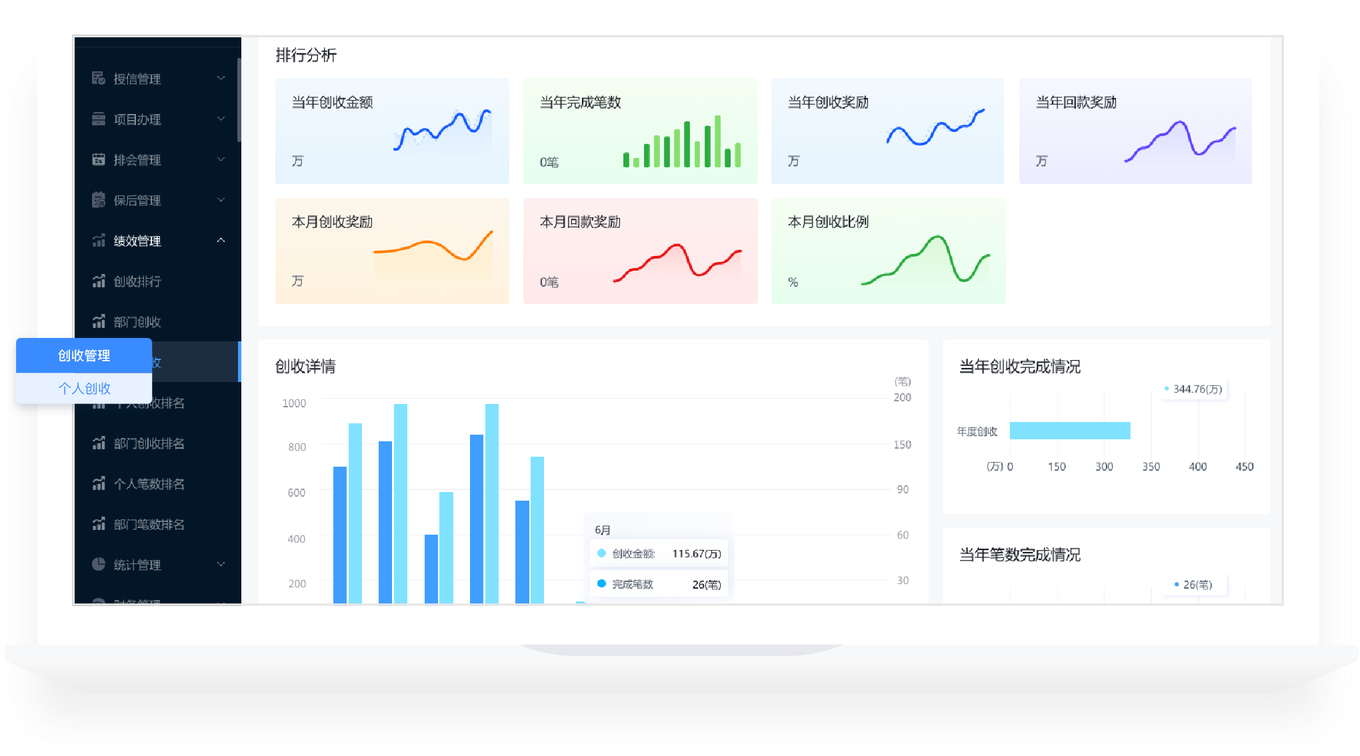 排行分析
授信管理
项目办理
排会管理
保后管理
绩效管理
创收排行
部门创收
收
创收管理
个人创收
个人创收排名
部门创收排名
个人笔数排名
部门笔数排名
统计管理
财务管理
当年创收金额
万
当年完成笔数
0笔
当年创收奖励
万
当年回款奖励
万
本月创收奖励
万
本月回款奖励
0笔
本月创收比例
%
创收详情
(笔)
1000
800
600
400
200
200
150
90
60
30
6月
创收金额: 115.67(万)
完成笔数 26(笔)
当年创收完成情况
344.76(万)
年度创收
(万) 0 150 300 350 400 450
当年笔数完成情况
26(笔)